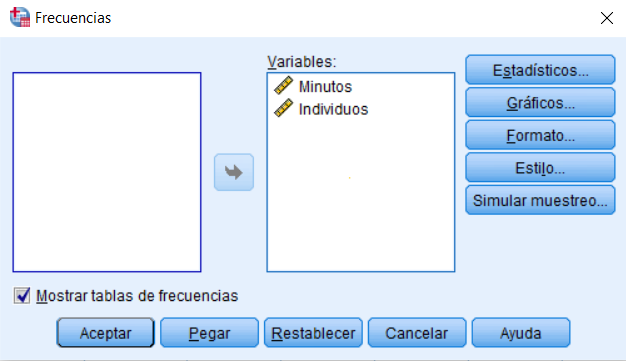 Frecuencias
Variables:
Minutos
Individuos
Estadísticos...
Gráficos...
Formato...
Estilo...
Simular muestreo...
Mostrar tablas de frecuencias
Aceptar
Pegar
Restablecer
Cancelar
Ayuda